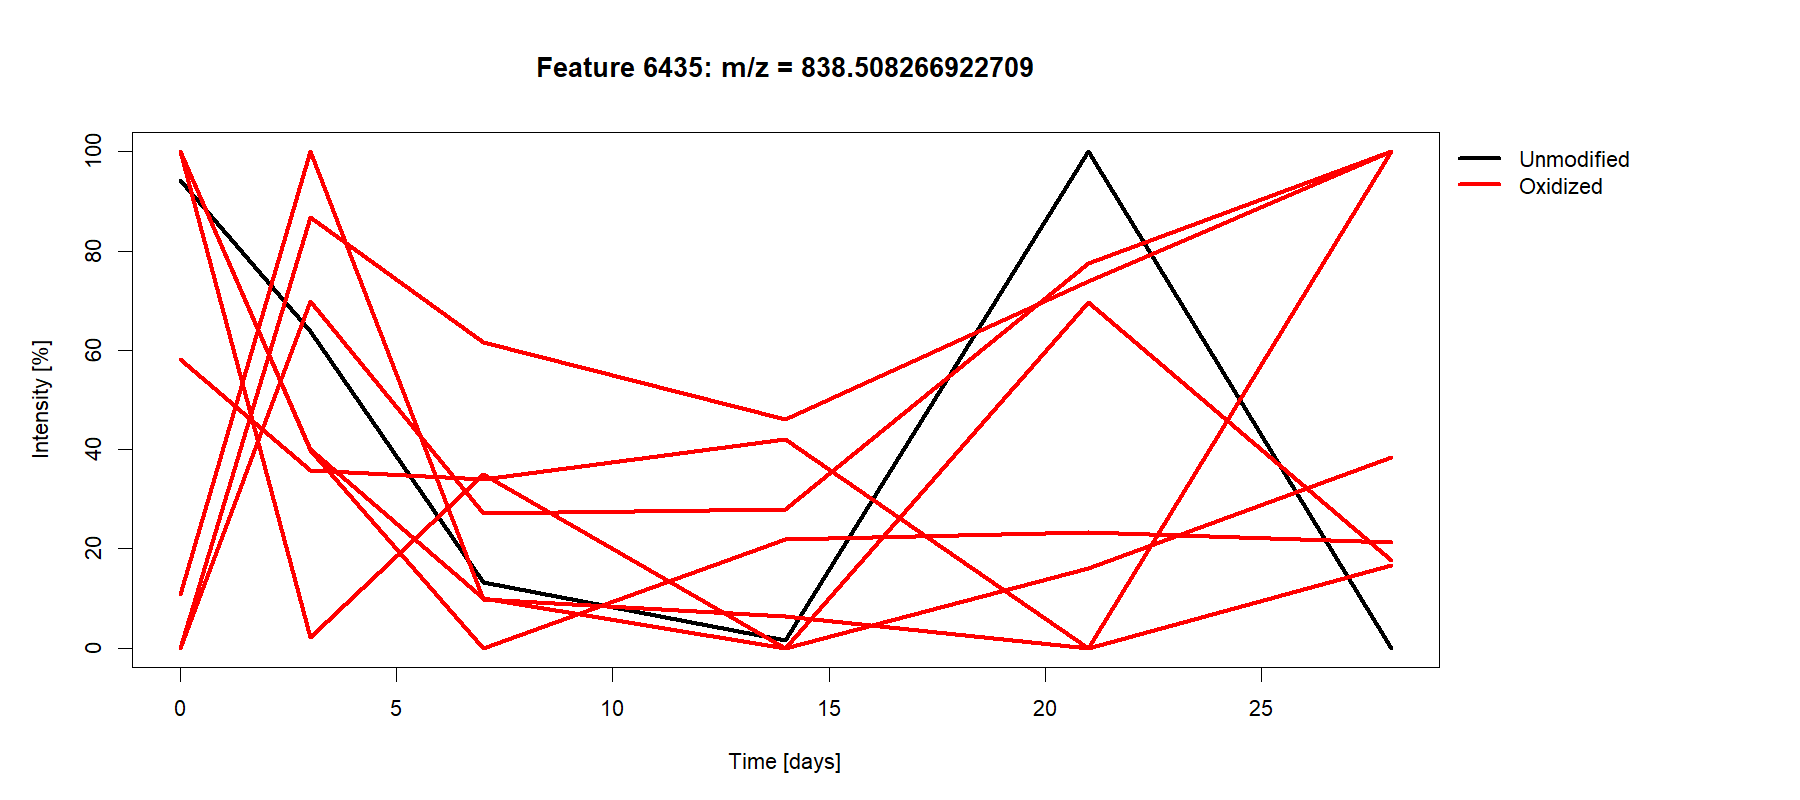 Feature 6435: m/z = 838.508266922709
Unmodified
Oxidized
Intensity [%]
100
80
60
40
20
0
0 5 10 15 20 25
Time [days]